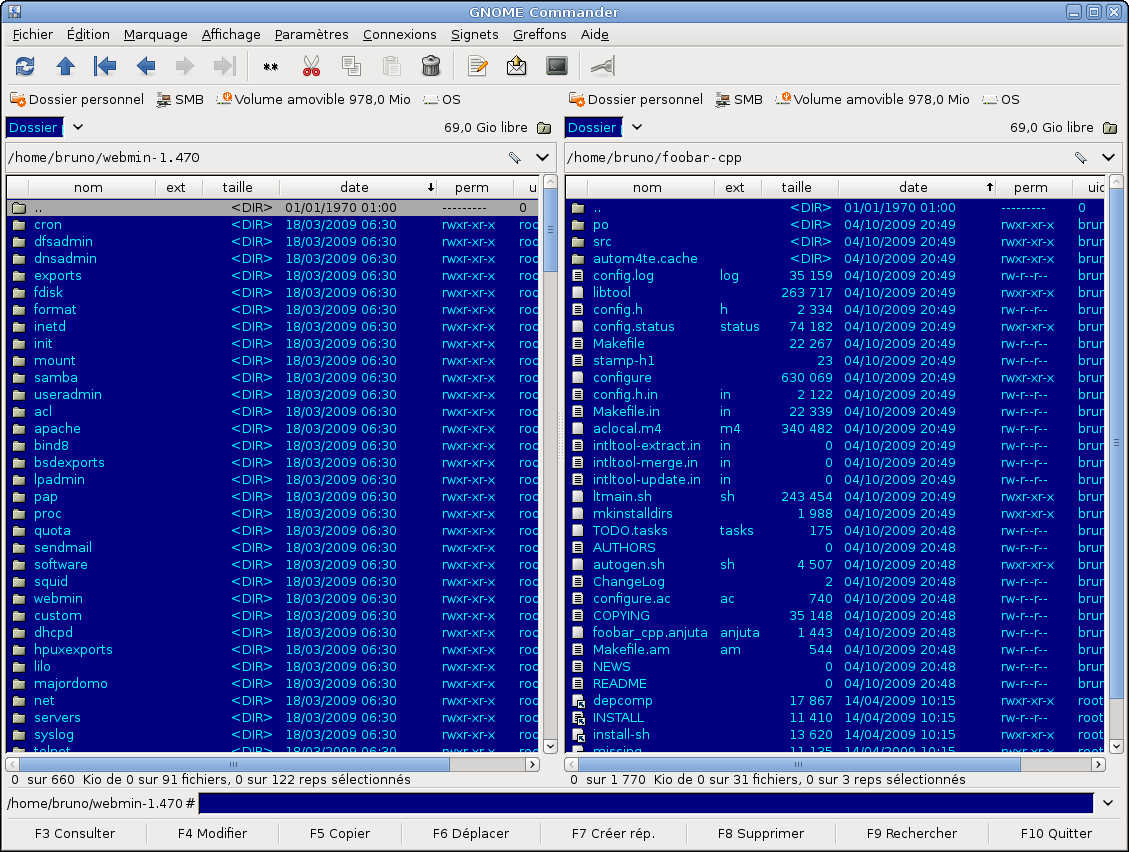 GNOME Commander
Fichier Édition Marquage Affichage Paramètres Connexions Signets Greffons Aide
**
Dossier personnel SMB Volume amovible 978,0 Mio OS
Dossier 69,0 Gio libre
/home/bruno/webmin-1.470
nom ext taille date perm u
.. <DIR> 01/01/1970 01:00 --------- 0
cron <DIR> 18/03/2009 06:30 rwxr-xr-x roo
dfsadmin <DIR> 18/03/2009 06:30 rwxr-xr-x roo
dnsadmin <DIR> 18/03/2009 06:30 rwxr-xr-x roo
exports <DIR> 18/03/2009 06:30 rwxr-xr-x roo
fdisk <DIR> 18/03/2009 06:30 rwxr-xr-x roo
format <DIR> 18/03/2009 06:30 rwxr-xr-x roo
inetd <DIR> 18/03/2009 06:30 rwxr-xr-x roo
init <DIR> 18/03/2009 06:30 rwxr-xr-x roo
mount <DIR> 18/03/2009 06:30 rwxr-xr-x roo
samba <DIR> 18/03/2009 06:30 rwxr-xr-x roo
useradmin <DIR> 18/03/2009 06:30 rwxr-xr-x roo
acl <DIR> 18/03/2009 06:30 rwxr-xr-x roo
apache <DIR> 18/03/2009 06:30 rwxr-xr-x roo
bind8 <DIR> 18/03/2009 06:30 rwxr-xr-x roo
bsdexports <DIR> 18/03/2009 06:30 rwxr-xr-x roo
lpadmin <DIR> 18/03/2009 06:30 rwxr-xr-x roo
pap <DIR> 18/03/2009 06:30 rwxr-xr-x roo
proc <DIR> 18/03/2009 06:30 rwxr-xr-x roo
quota <DIR> 18/03/2009 06:30 rwxr-xr-x roo
sendmail <DIR> 18/03/2009 06:30 rwxr-xr-x roo
software <DIR> 18/03/2009 06:30 rwxr-xr-x roo
squid <DIR> 18/03/2009 06:30 rwxr-xr-x roo
webmin <DIR> 18/03/2009 06:30 rwxr-xr-x roo
custom <DIR> 18/03/2009 06:30 rwxr-xr-x roo
dhcpd <DIR> 18/03/2009 06:30 rwxr-xr-x roo
hpuxexports <DIR> 18/03/2009 06:30 rwxr-xr-x roo
lilo <DIR> 18/03/2009 06:30 rwxr-xr-x roo
majordomo <DIR> 18/03/2009 06:30 rwxr-xr-x roo
net <DIR> 18/03/2009 06:30 rwxr-xr-x roo
servers <DIR> 18/03/2009 06:30 rwxr-xr-x roo
syslog <DIR> 18/03/2009 06:30 rwxr-xr-x roo
telnet <DIR> 18/03/2009 06:30 rwxr-xr-x roo
0 sur 660 Kio de 0 sur 91 fichiers, 0 sur 122 reps sélectionnés
Dossier personnel SMB Volume amovible 978,0 Mio OS
Dossier 69,0 Gio libre
/home/bruno/foobar-cpp
nom ext taille date perm uid
.. <DIR> 01/01/1970 01:00 --------- 0
po <DIR> 04/10/2009 20:49 rwxr-xr-x brur
src <DIR> 04/10/2009 20:49 rwxr-xr-x brur
autom4te.cache <DIR> 04/10/2009 20:49 rwxr-xr-x brur
config.log log 35 159 04/10/2009 20:49 rw-r--r-- brur
libtool 263 717 04/10/2009 20:49 rwxr-xr-x brur
config.h h 2 334 04/10/2009 20:49 rw-r--r-- brur
config.status status 74 182 04/10/2009 20:49 rwxr-xr-x brur
Makefile 22 267 04/10/2009 20:49 rw-r--r-- brur
stamp-h1 23 04/10/2009 20:49 rw-r--r-- brur
configure 630 069 04/10/2009 20:49 rwxr-xr-x brur
config.h.in in 2 122 04/10/2009 20:49 rw-r--r-- brur
Makefile.in in 22 339 04/10/2009 20:49 rw-r--r-- brur
aclocal.m4 m4 340 482 04/10/2009 20:49 rw-r--r-- brur
intltool-extract.in in 0 04/10/2009 20:49 rw-r--r-- brur
intltool-merge.in in 0 04/10/2009 20:49 rw-r--r-- brur
intltool-update.in in 0 04/10/2009 20:49 rw-r--r-- brur
ltmain.sh sh 243 454 04/10/2009 20:49 rwxr-xr-x brur
mkinstalldirs 1 988 04/10/2009 20:49 rwxr-xr-x brur
TODO.tasks tasks 175 04/10/2009 20:48 rw-r--r-- brur
AUTHORS 0 04/10/2009 20:48 rw-r--r-- brur
autogen.sh sh 4 507 04/10/2009 20:48 rwxr-xr-x brur
ChangeLog 2 04/10/2009 20:48 rw-r--r-- brur
configure.ac ac 740 04/10/2009 20:48 rw-r--r-- brur
COPYING 35 148 04/10/2009 20:48 rw-r--r-- brur
foobar_cpp.anjuta anjuta 1 443 04/10/2009 20:48 rw-r--r-- brur
Makefile.am am 544 04/10/2009 20:48 rw-r--r-- brur
NEWS 0 04/10/2009 20:48 rw-r--r-- brur
README 0 04/10/2009 20:48 rw-r--r-- brur
depcomp 17 867 14/04/2009 10:15 rwxr-xr-x root
INSTALL 11 410 14/04/2009 10:15 rw-r--r-- root
install-sh 13 620 14/04/2009 10:15 rwxr-xr-x root
missing 11 135 14/04/2009 10:15 rwxr-xr-x root
0 sur 1 770 Kio de 0 sur 31 fichiers, 0 sur 3 reps sélectionnés
/home/bruno/webmin-1.470 #
F3 Consulter F4 Modifier F5 Copier F6 Déplacer F7 Créer rép. F8 Supprimer F9 Rechercher F10 Quitter